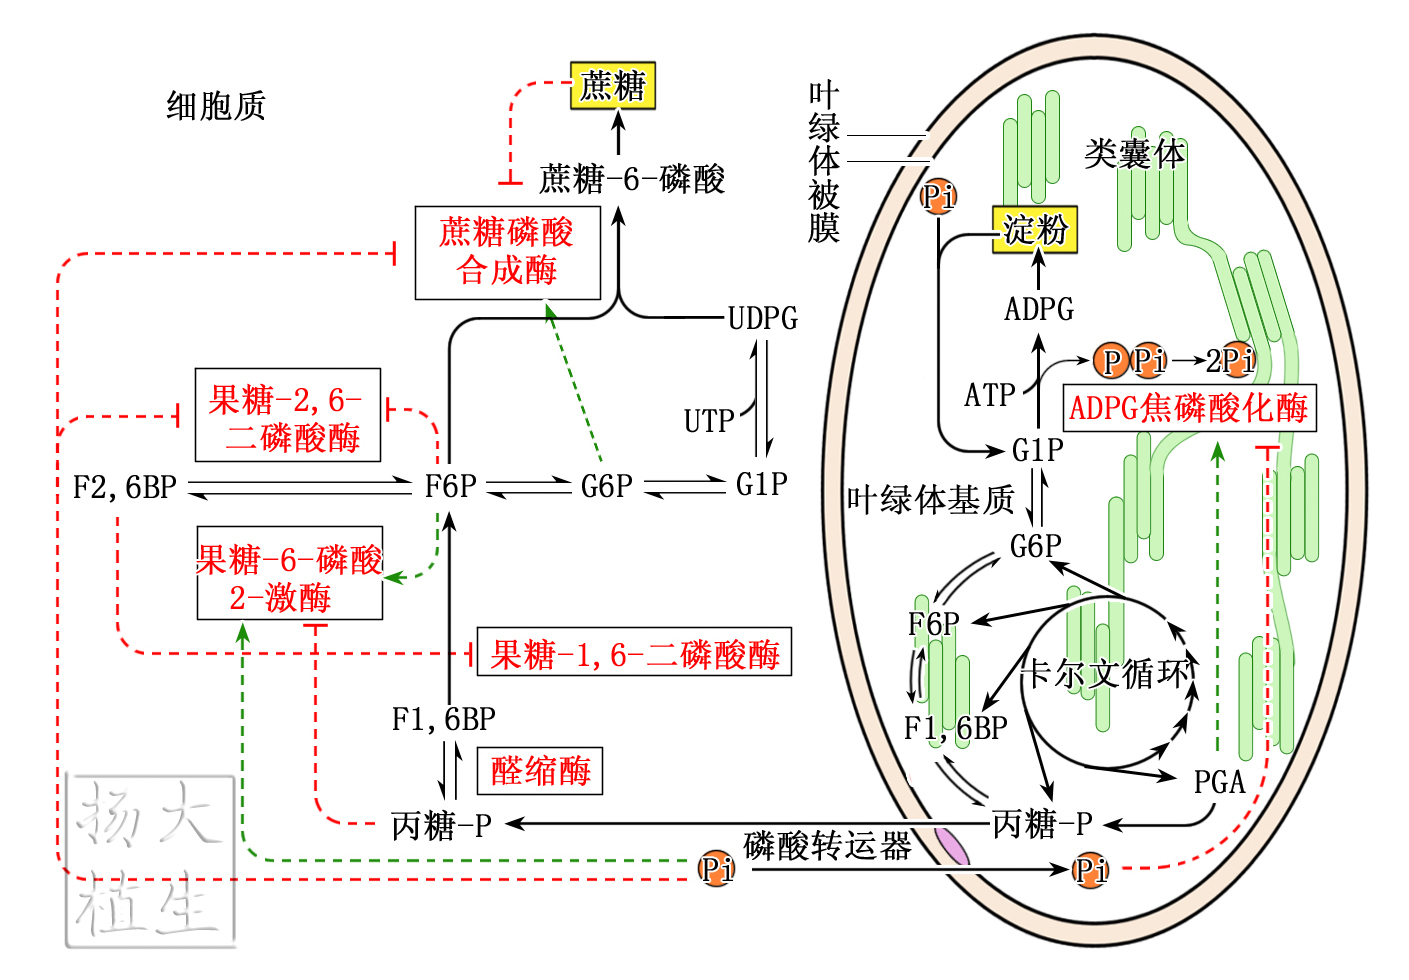 细胞质
蔗糖
蔗糖-6-磷酸
蔗糖磷酸
合成酶
UDPG
UTP
果糖-2,6-
二磷酸酶
F2,6BP
F6P
G6P
G1P
果糖-6-磷酸
2-激酶
果糖-1,6-二磷酸酶
F1,6BP
醛缩酶
丙糖-P
Pi
磷酸转运器
叶绿体被膜
Pi
类囊体
淀粉
ADPG
ATP
P Pi
2Pi
ADPG焦磷酸化酶
G1P
叶绿体基质
G6P
F6P
卡尔文循环
F1,6BP
PGA
丙糖-P
Pi
扬大
植生